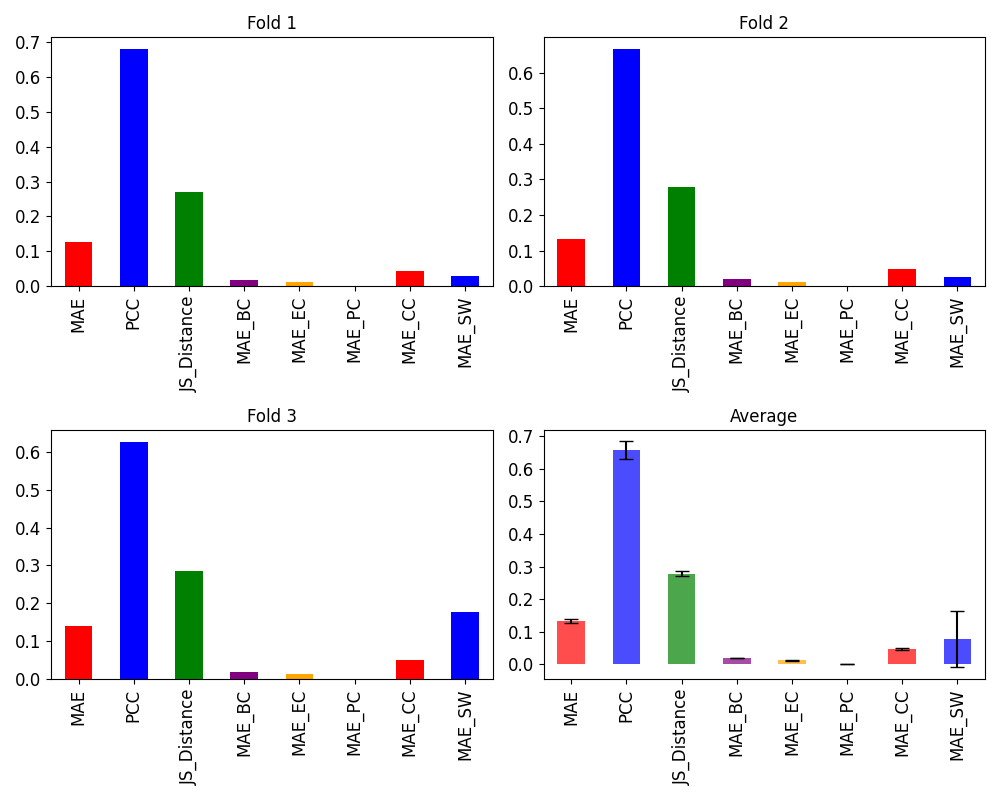 Fold 1
0.7
0.6
0.5
0.4
0.3
0.2
0.1
0.0
MAE
PCC
JS_Distance
MAE_BC
MAE_EC
MAE_PC
MAE_CC
MAE_SW
Fold 2
0.6
0.5
0.4
0.3
0.2
0.1
0.0
MAE
PCC
JS_Distance
MAE_BC
MAE_EC
MAE_PC
MAE_CC
MAE_SW
Fold 3
0.6
0.5
0.4
0.3
0.2
0.1
0.0
MAE
PCC
JS_Distance
MAE_BC
MAE_EC
MAE_PC
MAE_CC
MAE_SW
Average
0.7
0.6
0.5
0.4
0.3
0.2
0.1
0.0
MAE
PCC
JS_Distance
MAE_BC
MAE_EC
MAE_PC
MAE_CC
MAE_SW